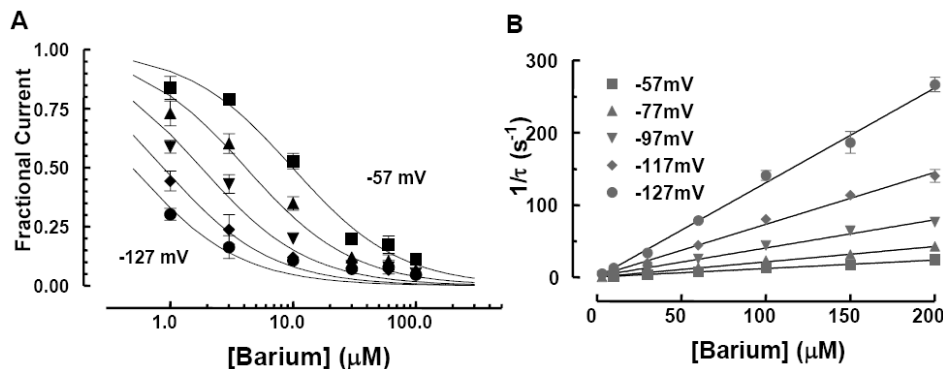 A
Fractional Current
1.00
0.75
0.50
0.25
0.00
-57 mV
-127 mV
1.0 10.0 100.0
[Barium] (μM)
B
1/τ (s⁻¹)
300
200
100
0
-57mV
-77mV
-97mV
-117mV
-127mV
0 50 100 150 200
[Barium] (μM)